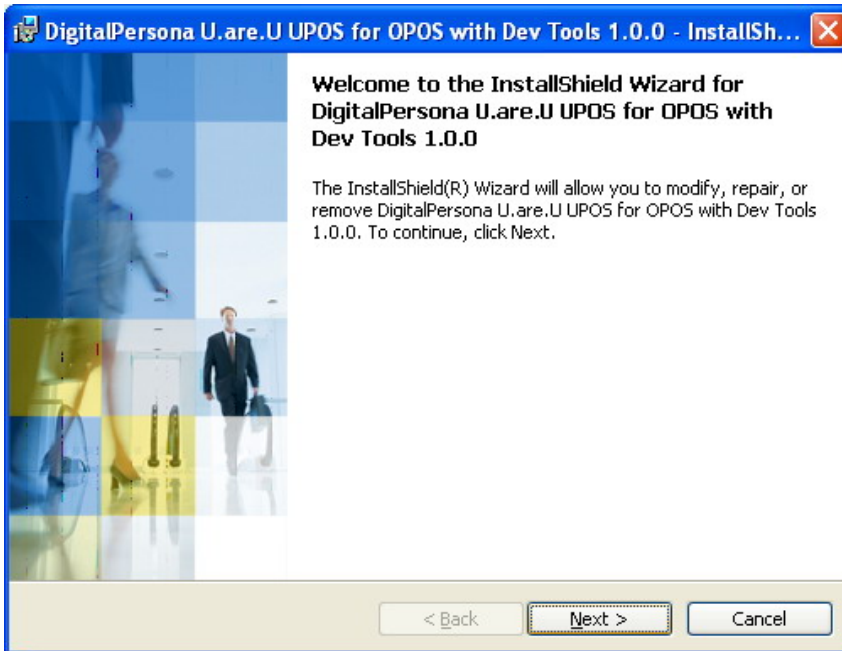 DigitalPersona U.are.U UPOS for OPOS with Dev Tools 1.0.0 - InstallSh...
Welcome to the InstallShield Wizard for
DigitalPersona U.are.U UPOS for OPOS with
Dev Tools 1.0.0
The InstallShield(R) Wizard will allow you to modify, repair, or
remove DigitalPersona U.are.U UPOS for OPOS with Dev Tools
1.0.0. To continue, click Next.
< Back
Next >
Cancel